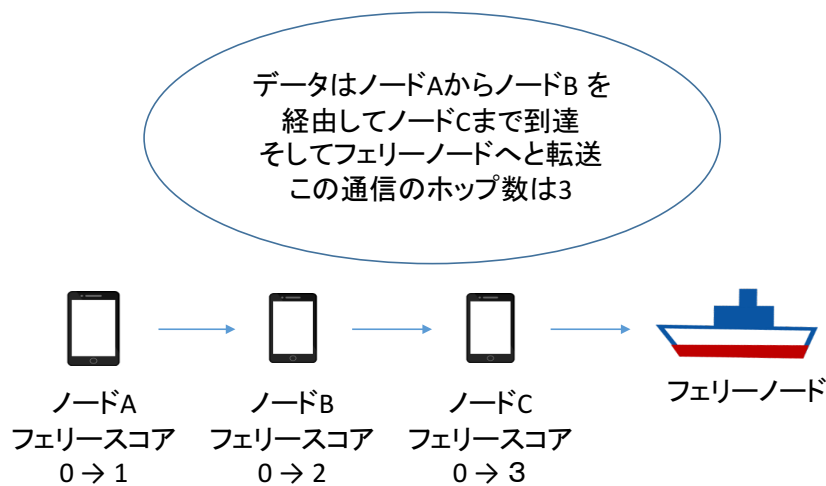 データはノードAからノードB を
経由してノードCまで到達
そしてフェリーノードへと転送
この通信のホップ数は3
ノードA
フェリースコア
0 → 1
ノードB
フェリースコア
0 → 2
ノードC
フェリースコア
0 → ３
フェリーノード